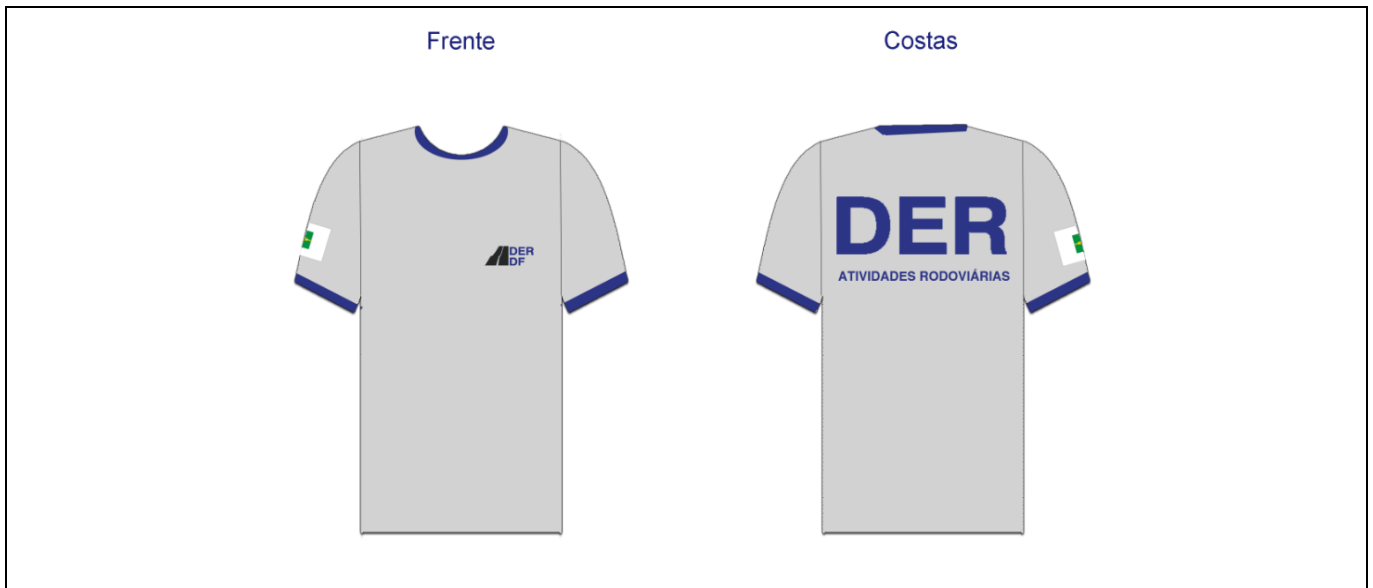 Frente
Costas
DER
DF
DER
ATIVIDADES RODOVIÁRIAS